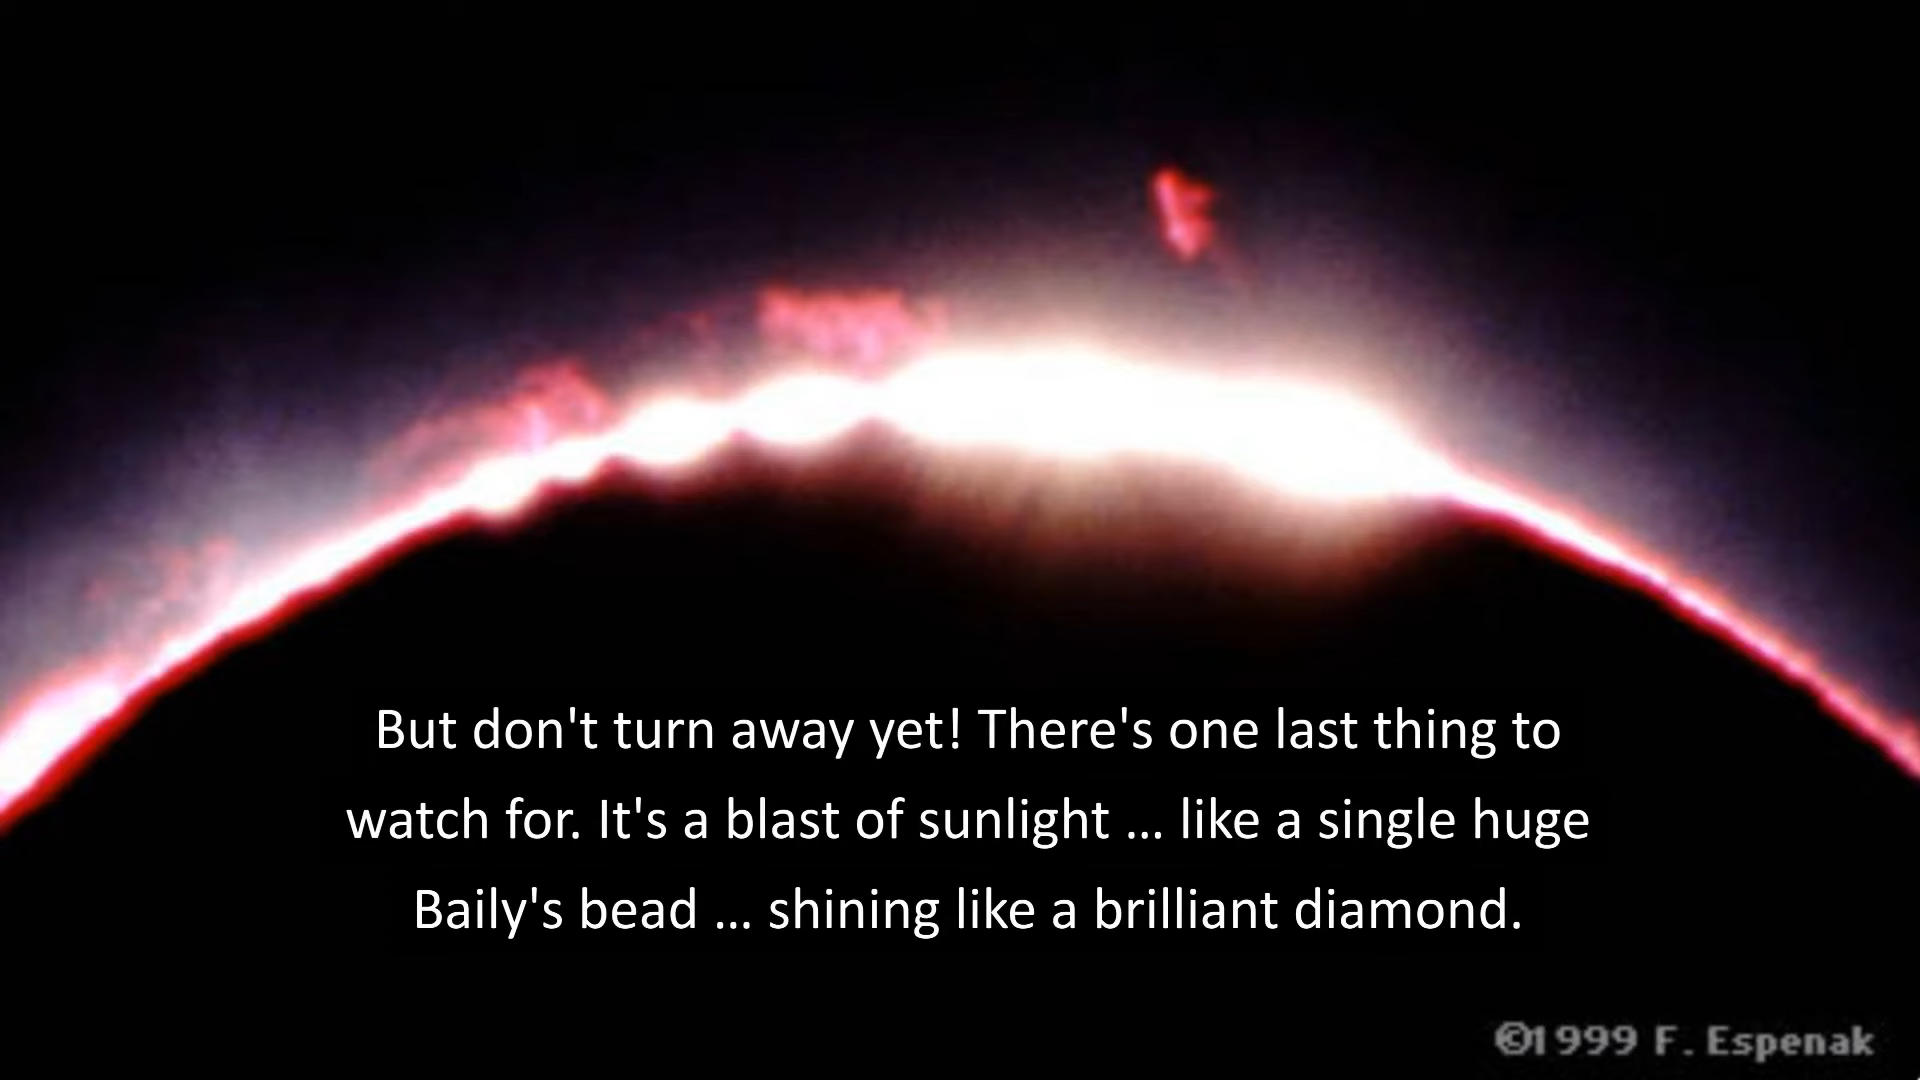 But don't turn away yet! There's one last thing to
watch for. It's a blast of sunlight ... like a single huge
Baily's bead ... shining like a brilliant diamond.
©1999 F. Espenak